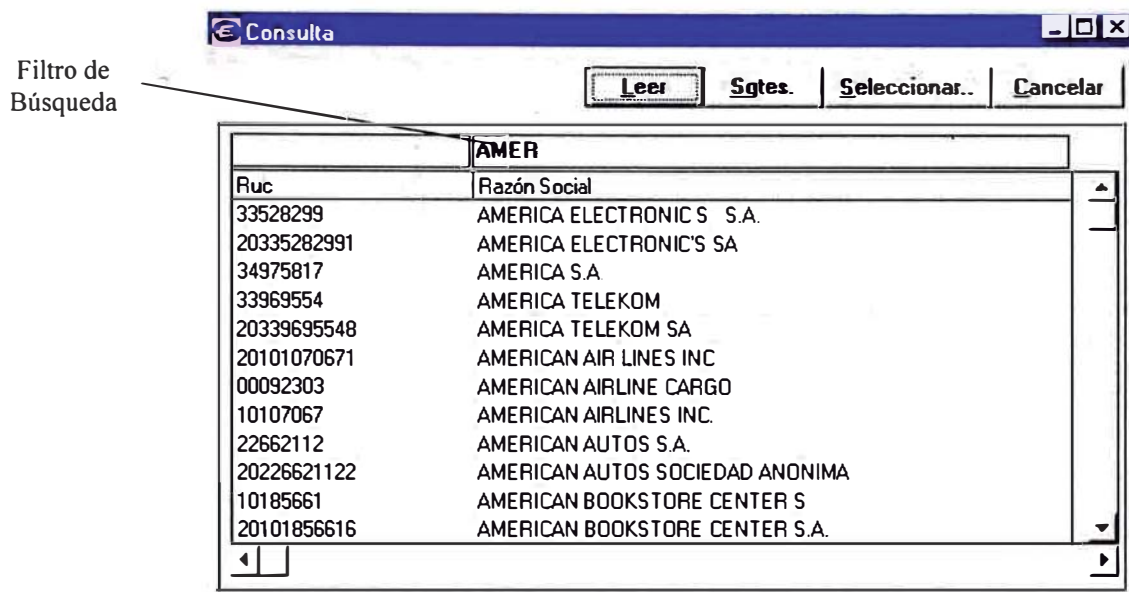 Consulta
Filtro de
Búsqueda
Leer Sgtes. Seleccionar.. Cancelar
AMER
Ruc Razón Social
33528299 AMERICA ELECTRONIC S S.A.
20335282991 AMERICA ELECTRONIC'S SA
34975817 AMERICA S.A
33969554 AMERICA TELEKOM
20339695548 AMERICA TELEKOM SA
20101070671 AMERICAN AIR LINES INC
00092303 AMERICAN AIRLINE CARGO
10107067 AMERICAN AIRLINES INC.
22662112 AMERICAN AUTOS S.A.
20226621122 AMERICAN AUTOS SOCIEDAD ANONIMA
10185661 AMERICAN BOOKSTORE CENTER S
20101856616 AMERICAN BOOKSTORE CENTER S.A.